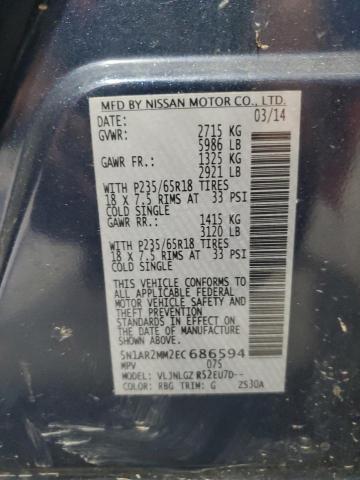 MFD BY NISSAN MOTOR CO., LTD.
DATE: 03/14
GVWR: 2715 KG
5986 LB
GAWR FR.: 1325 KG
2921 LB
WITH P235/65R18 TIRES
18 X 7.5 RIMS AT 33 PSI
COLD SINGLE
GAWR RR.: 1415 KG
3120 LB
WITH P235/65R18 TIRES
18 X 7.5 RIMS AT 33 PSI
COLD SINGLE
THIS VEHICLE CONFORMS TO ALL
APPLICABLE U.S. FEDERAL
MOTOR VEHICLE SAFETY, BUMPER,
AND THEFT PREVENTION
STANDARDS IN EFFECT ON THE
DATE OF MANUFACTURE
SHOWN ABOVE.
5N1AR2MM2EC686594
MPV 075
VLJNLGZ R52EU7D--
COLOR: RBG TRIM: G ZS30A